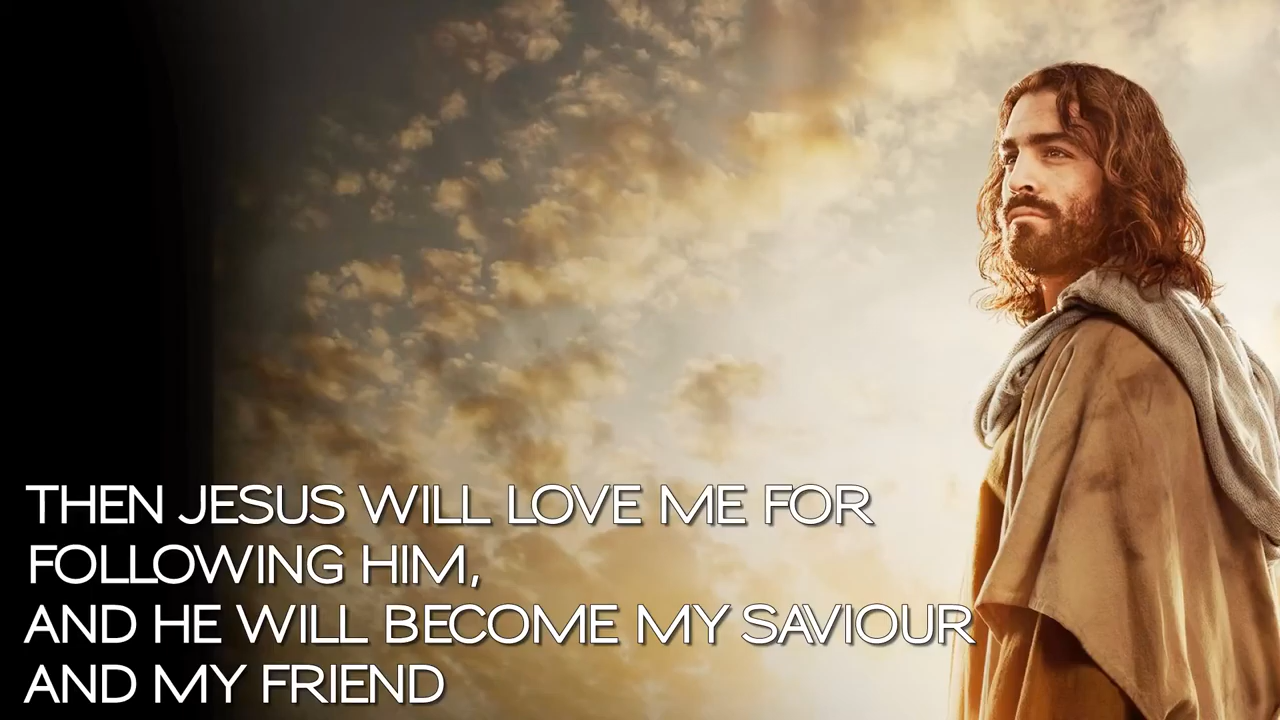 THEN JESUS WILL LOVE ME FOR
FOLLOWING HIM,
AND HE WILL BECOME MY SAVIOUR
AND MY FRIEND